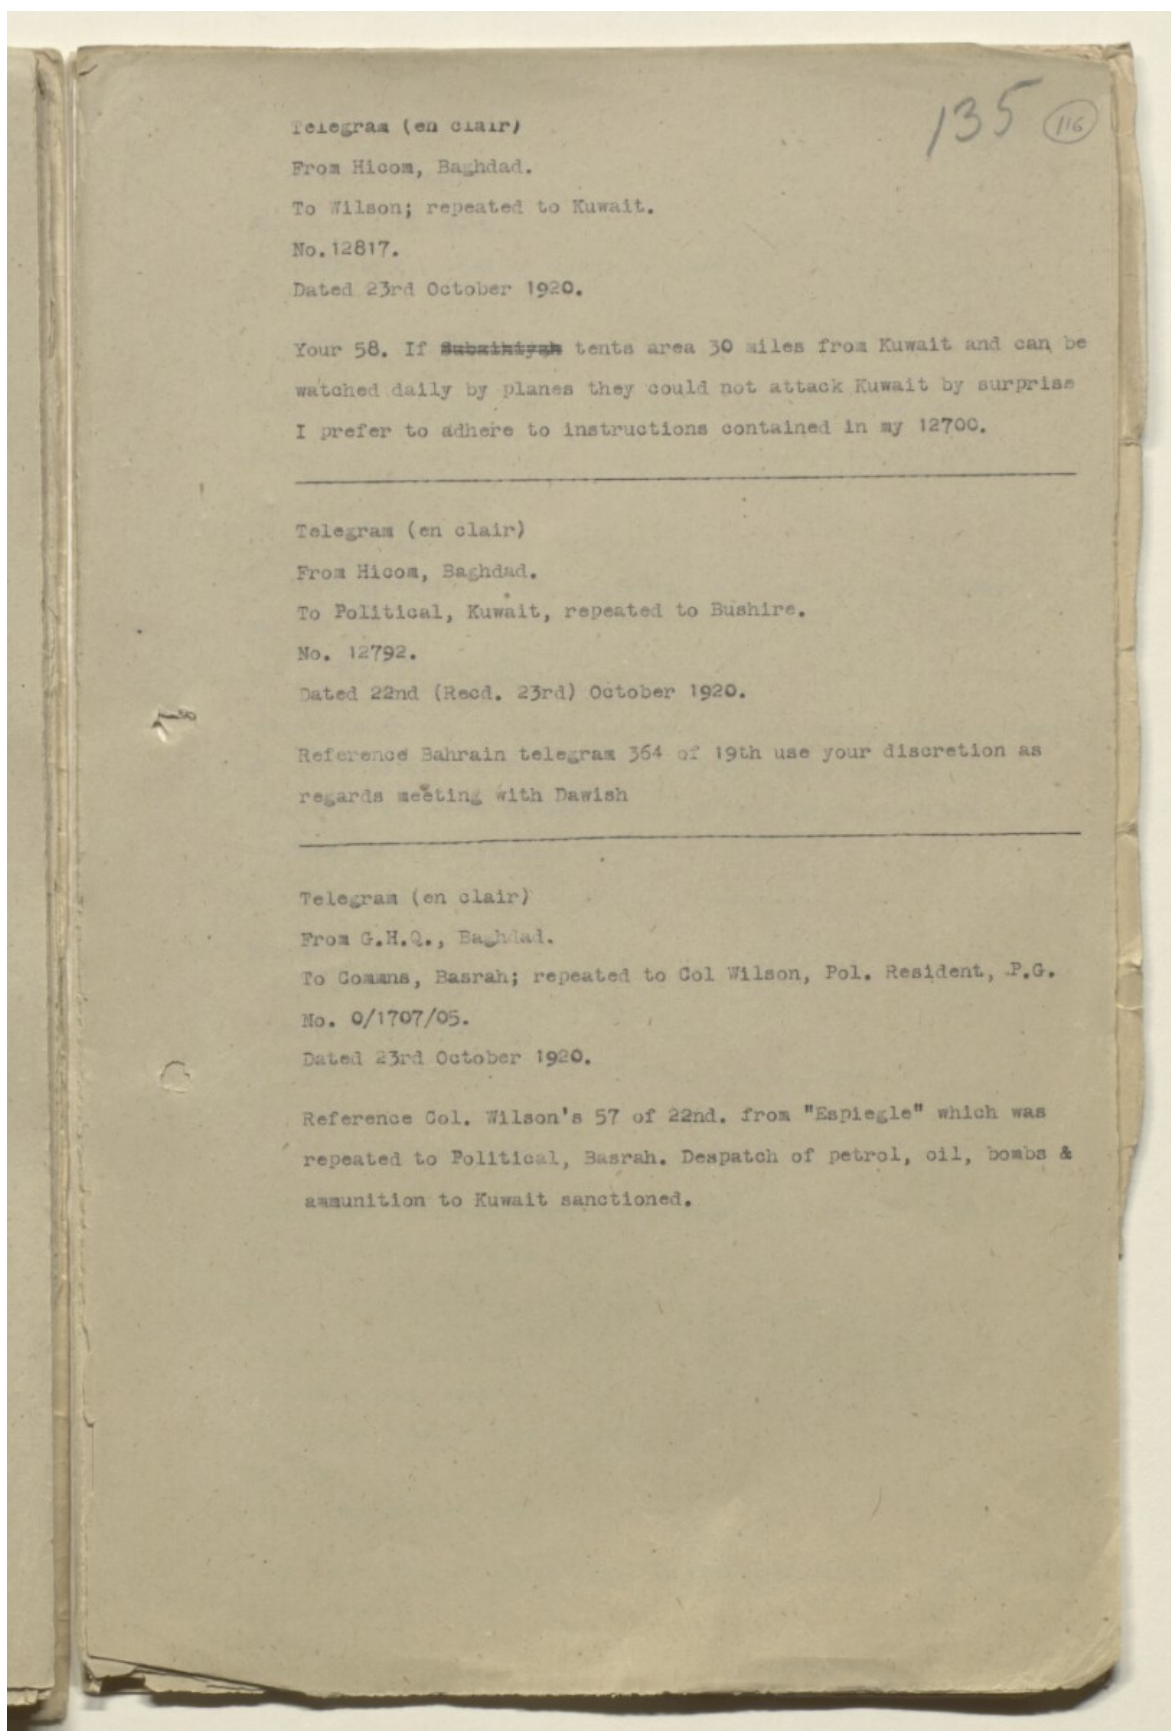 135
116
Telegram (en clair)
From Hicom, Baghdad.
To Wilson; repeated to Kuwait.
No.12817.
Dated 23rd October 1920.
Your 58. If Subaihiyah tents area 30 miles from Kuwait and can be
watched daily by planes they could not attack Kuwait by surprise
I prefer to adhere to instructions contained in my 12700.
Telegram (en clair)
From Hicom, Baghdad.
To Political, Kuwait, repeated to Bushire.
No. 12792.
Dated 22nd (Recd. 23rd) October 1920.
Reference Bahrain telegram 364 of 19th use your discretion as
regards meeting with Dawish
Telegram (en clair)
From G.H.Q., Baghdad.
To Commns, Basrah; repeated to Col Wilson, Pol. Resident, P.G.
No. 0/1707/05.
Dated 23rd October 1920.
Reference Col. Wilson's 57 of 22nd. from "Espiegle" which was
repeated to Political, Basrah. Despatch of petrol, oil, bombs &
ammunition to Kuwait sanctioned.